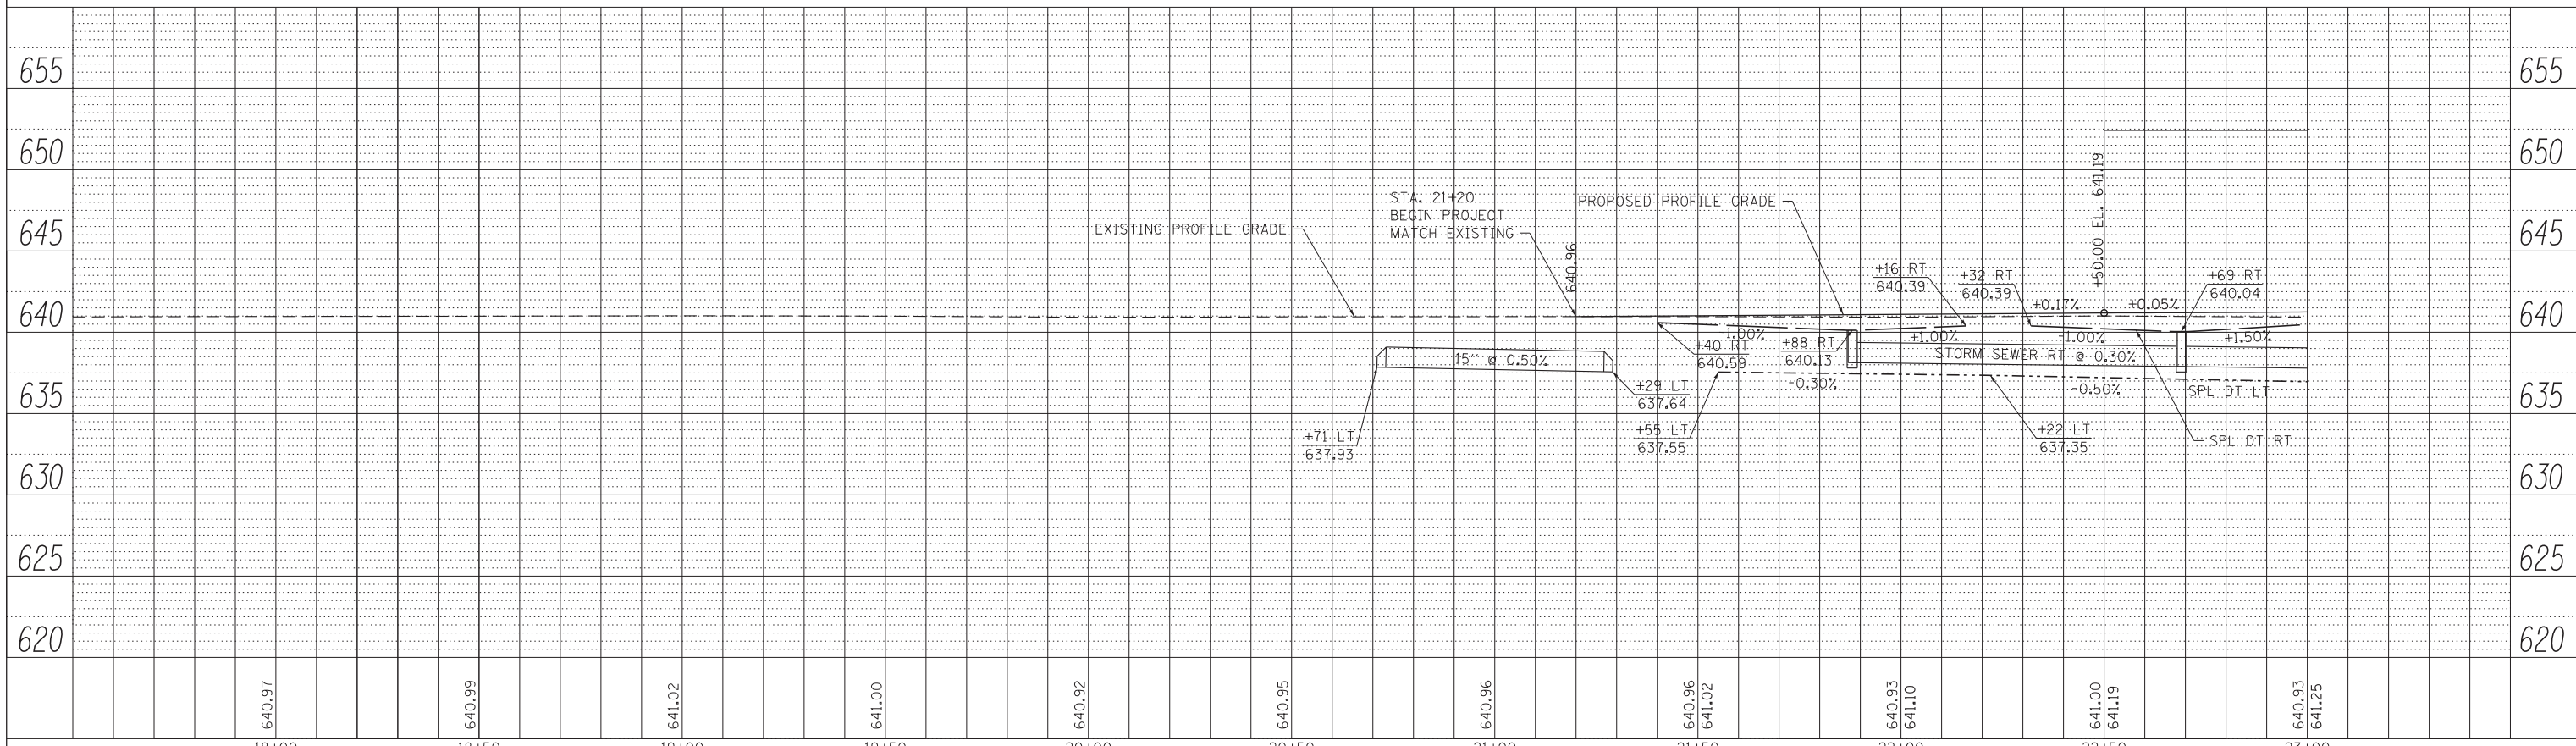 655
655
650
650
645
645
640
640
635
635
630
630
625
625
620
620
EXISTING PROFILE GRADE
STA. 21+20
BEGIN PROJECT
MATCH EXISTING
640.96
PROPOSED PROFILE GRADE
+16 RT
640.39
+32 RT
640.39
+50.00 EL. 641.19
+69 RT
640.04
+0.17%
+0.05%
-1.00%
+1.00%
-1.00%
+1.50%
+40 RT
640.59
+88 RT
640.13
15" @ 0.50%
STORM SEWER RT @ 0.30%
+29 LT
637.64
-0.30%
-0.50%
SPL DT LT
+71 LT
637.93
+55 LT
637.55
+22 LT
637.35
SPL DT RT
640.97
640.99
641.02
641.00
640.92
640.95
640.96
640.96
641.02
640.93
641.10
641.00
641.19
640.93
641.25